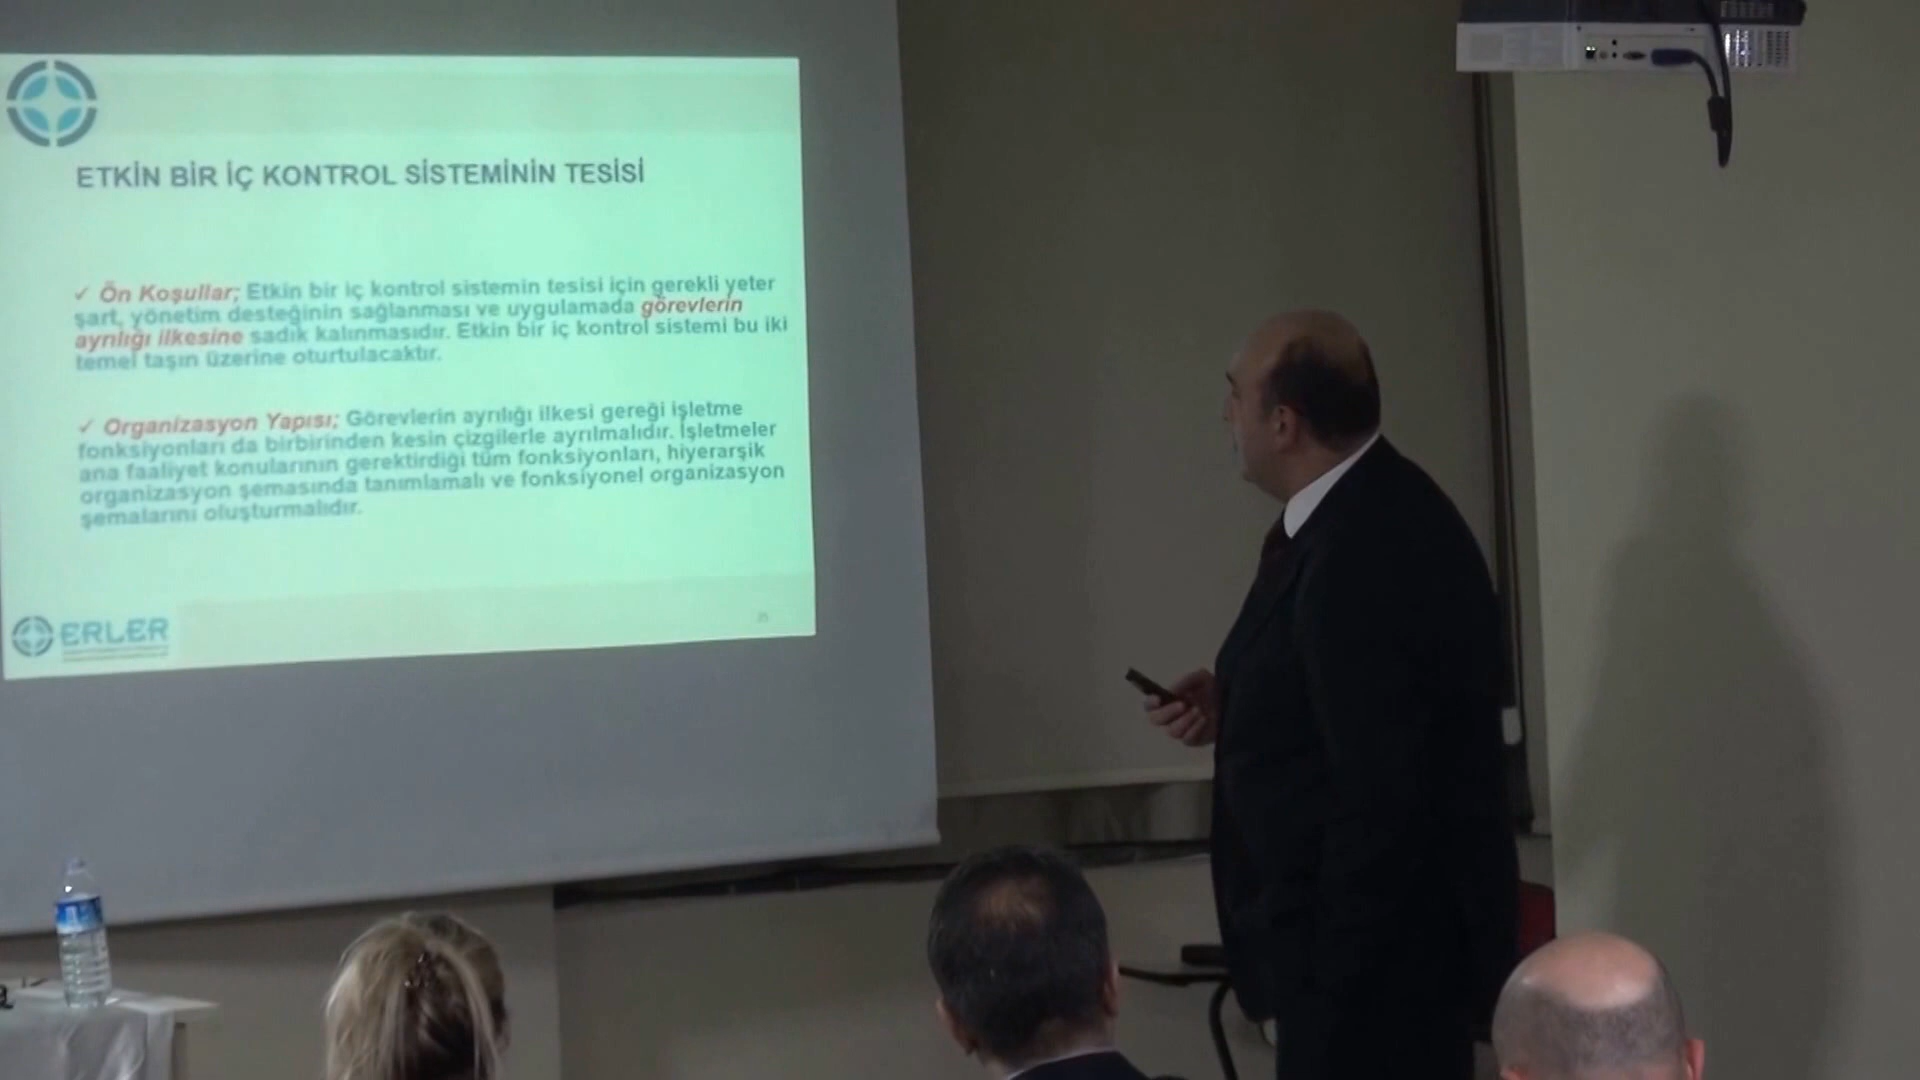 ETKİN BİR İÇ KONTROL SİSTEMİNİN TESİSİ
✓ Ön Koşullar; Etkin bir iç kontrol sistemin tesisi için gerekli yeter
şart, yönetim desteğinin sağlanması ve uygulamada görevlerin
ayrılığı ilkesine sadık kalınmasıdır. Etkin bir iç kontrol sistemi bu iki
temel taşın üzerine oturtulacaktır.
✓ Organizasyon Yapısı; Görevlerin ayrılığı ilkesi gereği işletme
fonksiyonları da birbirinden kesin çizgilerle ayrılmalıdır. İşletmeler
ana faaliyet konularının gerektirdiği tüm fonksiyonları, hiyerarşik
organizasyon şemasında tanımlamalı ve fonksiyonel organizasyon
şemalarını oluşturmalıdır.
ERLER